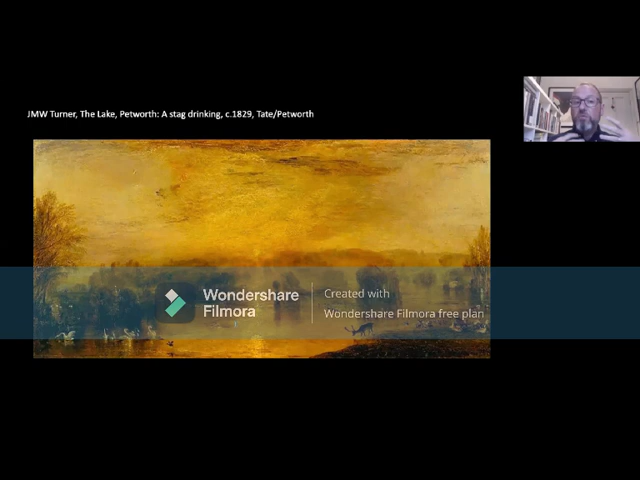 JMW Turner, The Lake, Petworth: A stag drinking, c.1829, Tate/Petworth
Wondershare
Filmora
Created with
Wondershare Filmora free plan